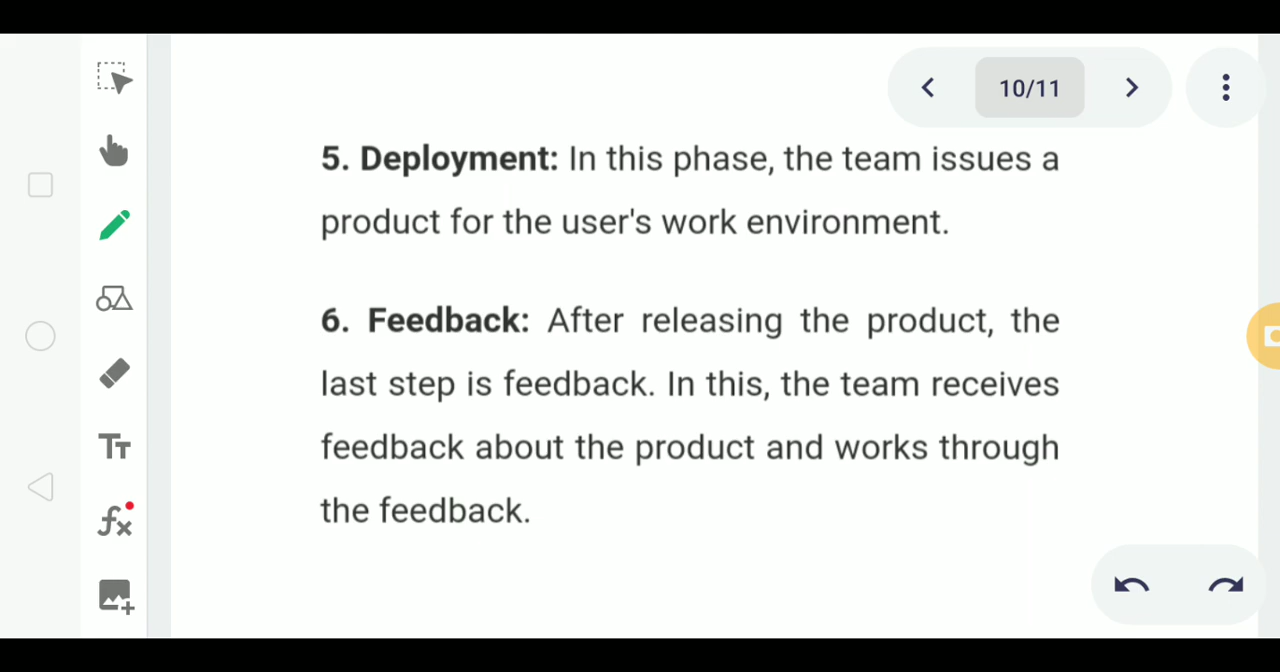 10/11
5. Deployment: In this phase, the team issues a
product for the user's work environment.
6. Feedback: After releasing the product, the
last step is feedback. In this, the team receives
feedback about the product and works through
the feedback.
TT
fx